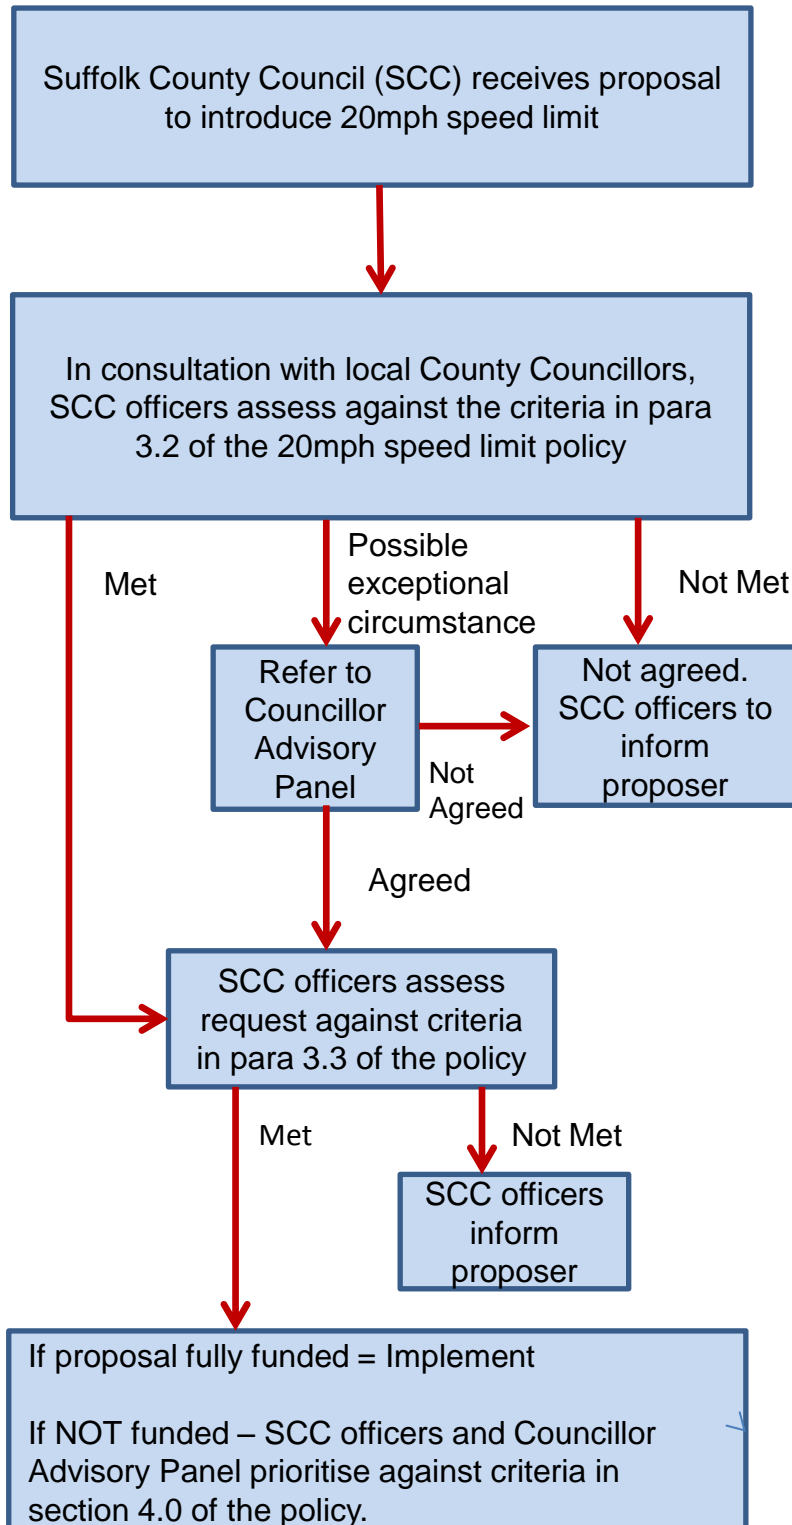 Suffolk County Council (SCC) receives proposal
to introduce 20mph speed limit
In consultation with local County Councillors,
SCC officers assess against the criteria in para
3.2 of the 20mph speed limit policy
Met
Possible
exceptional
circumstance
Not Met
Refer to
Councillor
Advisory
Panel
Not
Agreed
Not agreed.
SCC officers to
inform
proposer
Agreed
SCC officers assess
request against criteria
in para 3.3 of the policy
Met
Not Met
SCC officers
inform
proposer
If proposal fully funded = Implement
If NOT funded – SCC officers and Councillor
Advisory Panel prioritise against criteria in
section 4.0 of the policy.